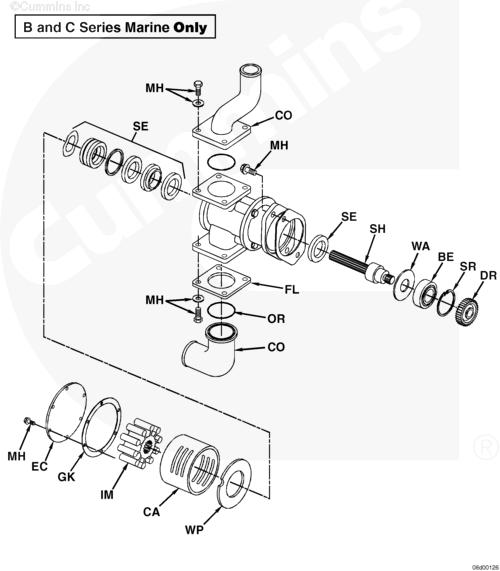 ©Cummins Inc
B and C Series Marine Only
MH
CO
SE
MH
SE
SH
WA
BE
SR
DR
FL
MH
OR
CO
MH
EC
GK
IM
CA
WP
®
06d00126
Cummins